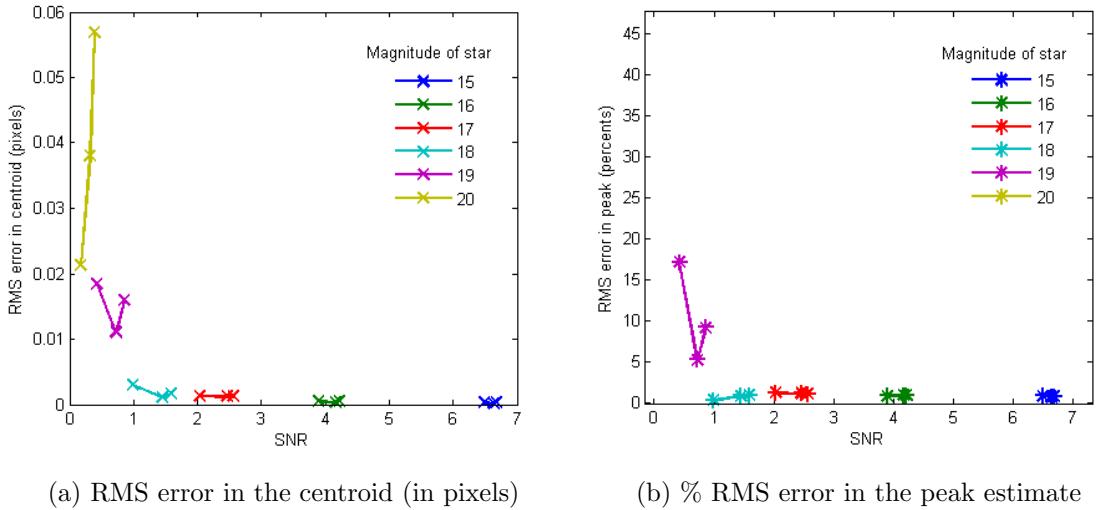 0.06
0.05
0.04
0.03
0.02
0.01
0
RMS error in centroid (pixels)
0 1 2 3 4 5 6 7
SNR
Magnitude of star
15
16
17
18
19
20
(a) RMS error in the centroid (in pixels)
45
40
35
30
25
20
15
10
5
0
RMS error in peak (percents)
0 1 2 3 4 5 6 7
SNR
Magnitude of star
15
16
17
18
19
20
(b) % RMS error in the peak estimate